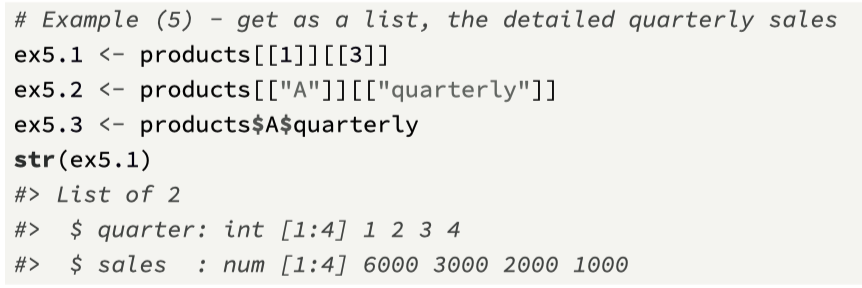 # Example (5) - get as a list, the detailed quarterly sales
ex5.1 <- products[[1]][[3]]
ex5.2 <- products[["A"]][["quarterly"]]
ex5.3 <- products$A$quarterly
str(ex5.1)
#> List of 2
#>  $ quarter: int [1:4] 1 2 3 4
#>  $ sales  : num [1:4] 6000 3000 2000 1000